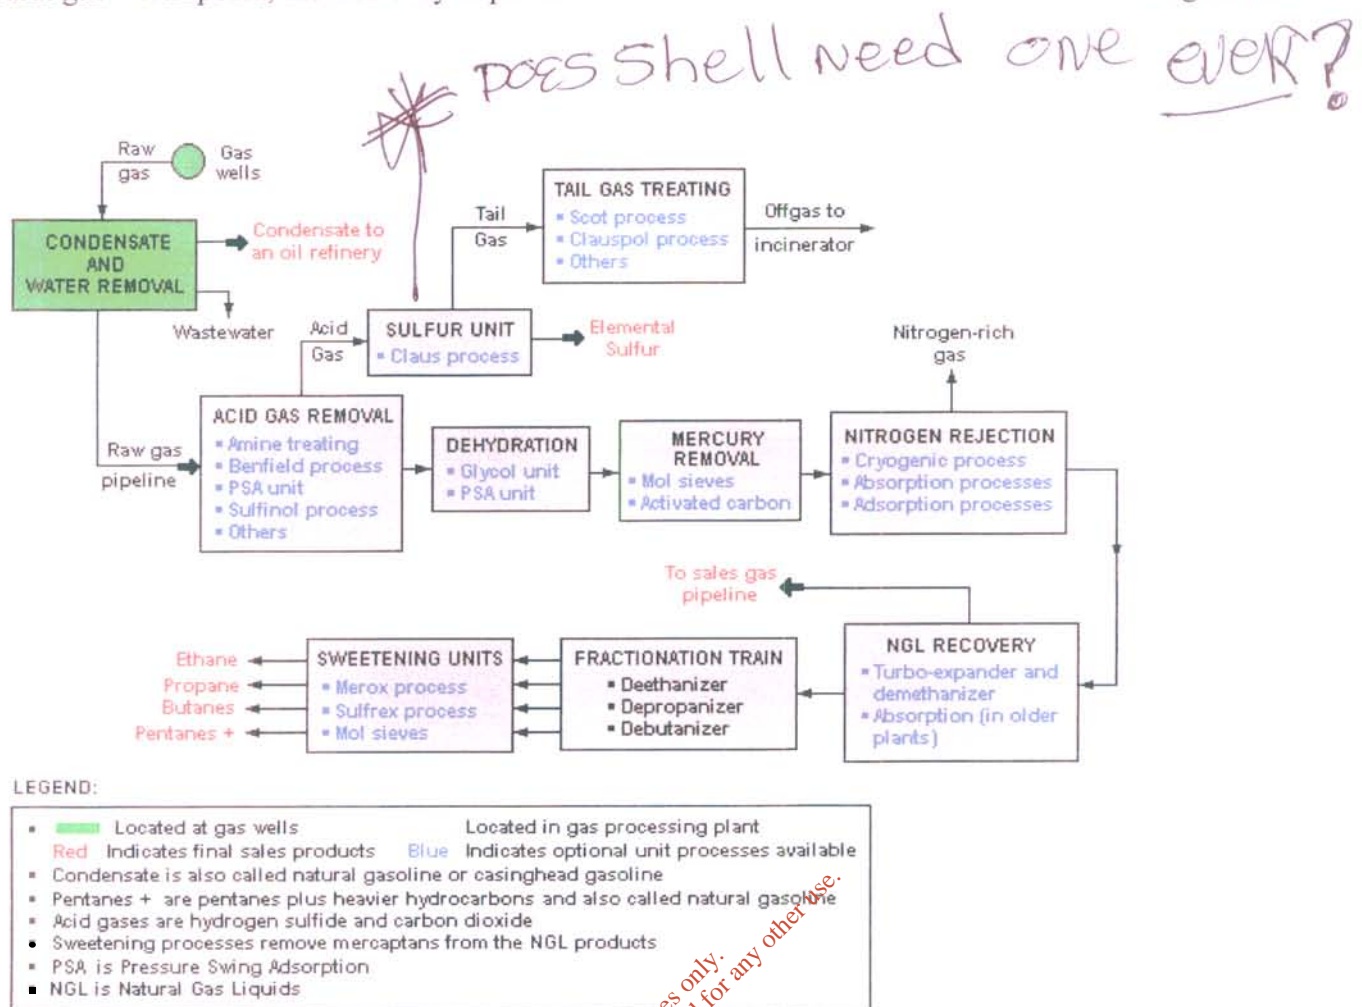 DOES Shell NEED ONE EVER?
Raw gas
Gas wells
CONDENSATE AND WATER REMOVAL
Condensate to an oil refinery
Wastewater
Acid Gas
SULFUR UNIT
▪ Claus process
Elemental Sulfur
Tail Gas
TAIL GAS TREATING
▪ Scot process
▪ Clauspol process
▪ Others
Offgas to incinerator
Raw gas pipeline
ACID GAS REMOVAL
▪ Amine treating
▪ Benfield process
▪ PSA unit
▪ Sulfinol process
▪ Others
DEHYDRATION
▪ Glycol unit
▪ PSA unit
MERCURY REMOVAL
▪ Mol sieves
▪ Activated carbon
NITROGEN REJECTION
▪ Cryogenic process
▪ Absorption processes
▪ Adsorption processes
Nitrogen-rich gas
To sales gas pipeline
NGL RECOVERY
▪ Turbo-expander and demethanizer
▪ Absorption (in older plants)
FRACTIONATION TRAIN
▪ Deethanizer
▪ Depropanizer
▪ Debutanizer
SWEETENING UNITS
▪ Merox process
▪ Sulfrex process
▪ Mol sieves
Ethane
Propane
Butanes
Pentanes +
LEGEND:
▪ Located at gas wells Located in gas processing plant
Red Indicates final sales products Blue Indicates optional unit processes available
▪ Condensate is also called natural gasoline or casinghead gasoline
▪ Pentanes + are pentanes plus heavier hydrocarbons and also called natural gasoline
▪ Acid gases are hydrogen sulfide and carbon dioxide
▪ Sweetening processes remove mercaptans from the NGL products
▪ PSA is Pressure Swing Adsorption
▪ NGL is Natural Gas Liquids
only.
for any other use.